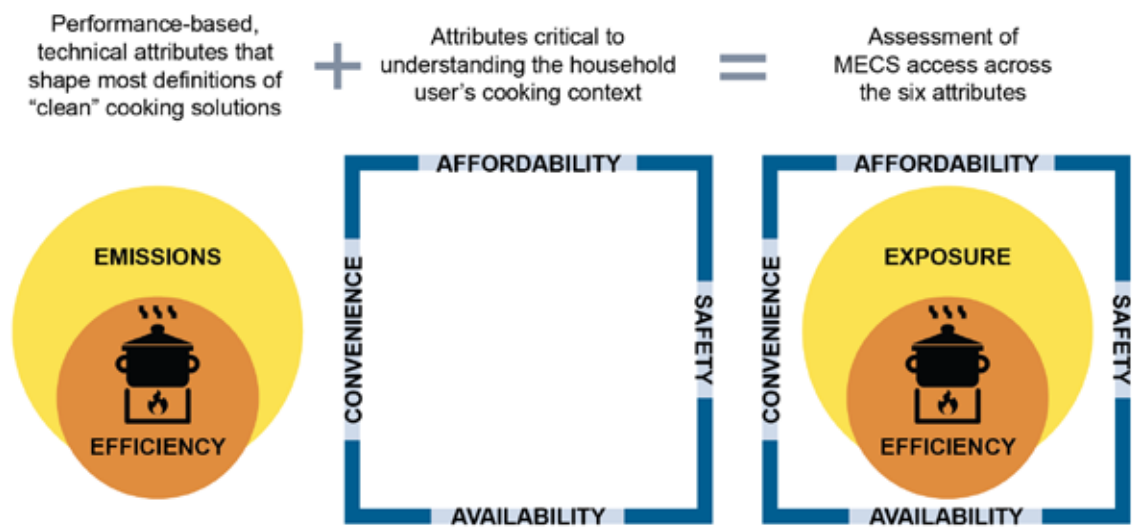 Performance-based,
technical attributes that
shape most definitions of
“clean” cooking solutions
+
Attributes critical to
understanding the household
user’s cooking context
=
Assessment of
MECS access across
the six attributes
EMISSIONS
EFFICIENCY
AFFORDABILITY
CONVENIENCE
SAFETY
AVAILABILITY
AFFORDABILITY
CONVENIENCE
EXPOSURE
EFFICIENCY
SAFETY
AVAILABILITY